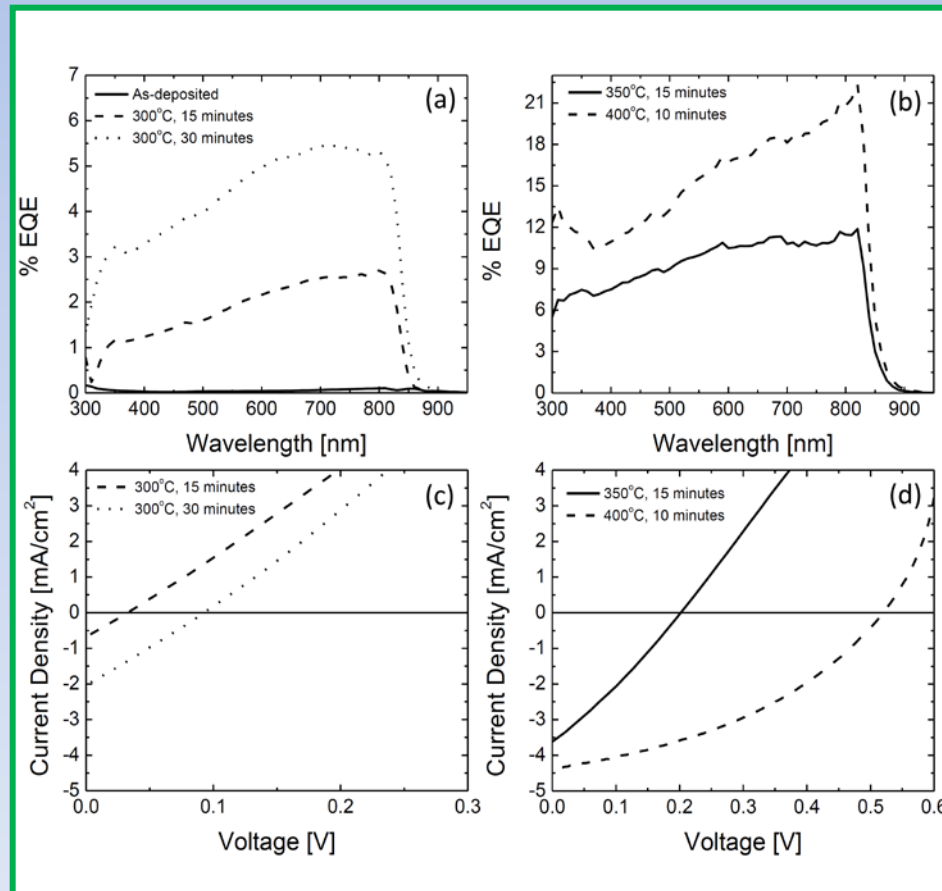 7
6
5
4
3
2
1
0
% EQE
As-deposited
300°C, 15 minutes
300°C, 30 minutes
(a)
300 400 500 600 700 800 900
Wavelength [nm]
21
18
15
12
9
6
3
0
% EQE
350°C, 15 minutes
400°C, 10 minutes
(b)
300 400 500 600 700 800 900
Wavelength [nm]
4
3
2
1
0
-1
-2
-3
-4
-5
Current Density [mA/cm²]
300°C, 15 minutes
300°C, 30 minutes
(c)
0.0 0.1 0.2 0.3
Voltage [V]
4
3
2
1
0
-1
-2
-3
-4
-5
Current Density [mA/cm²]
350°C, 15 minutes
400°C, 10 minutes
(d)
0.0 0.1 0.2 0.3 0.4 0.5 0.6
Voltage [V]